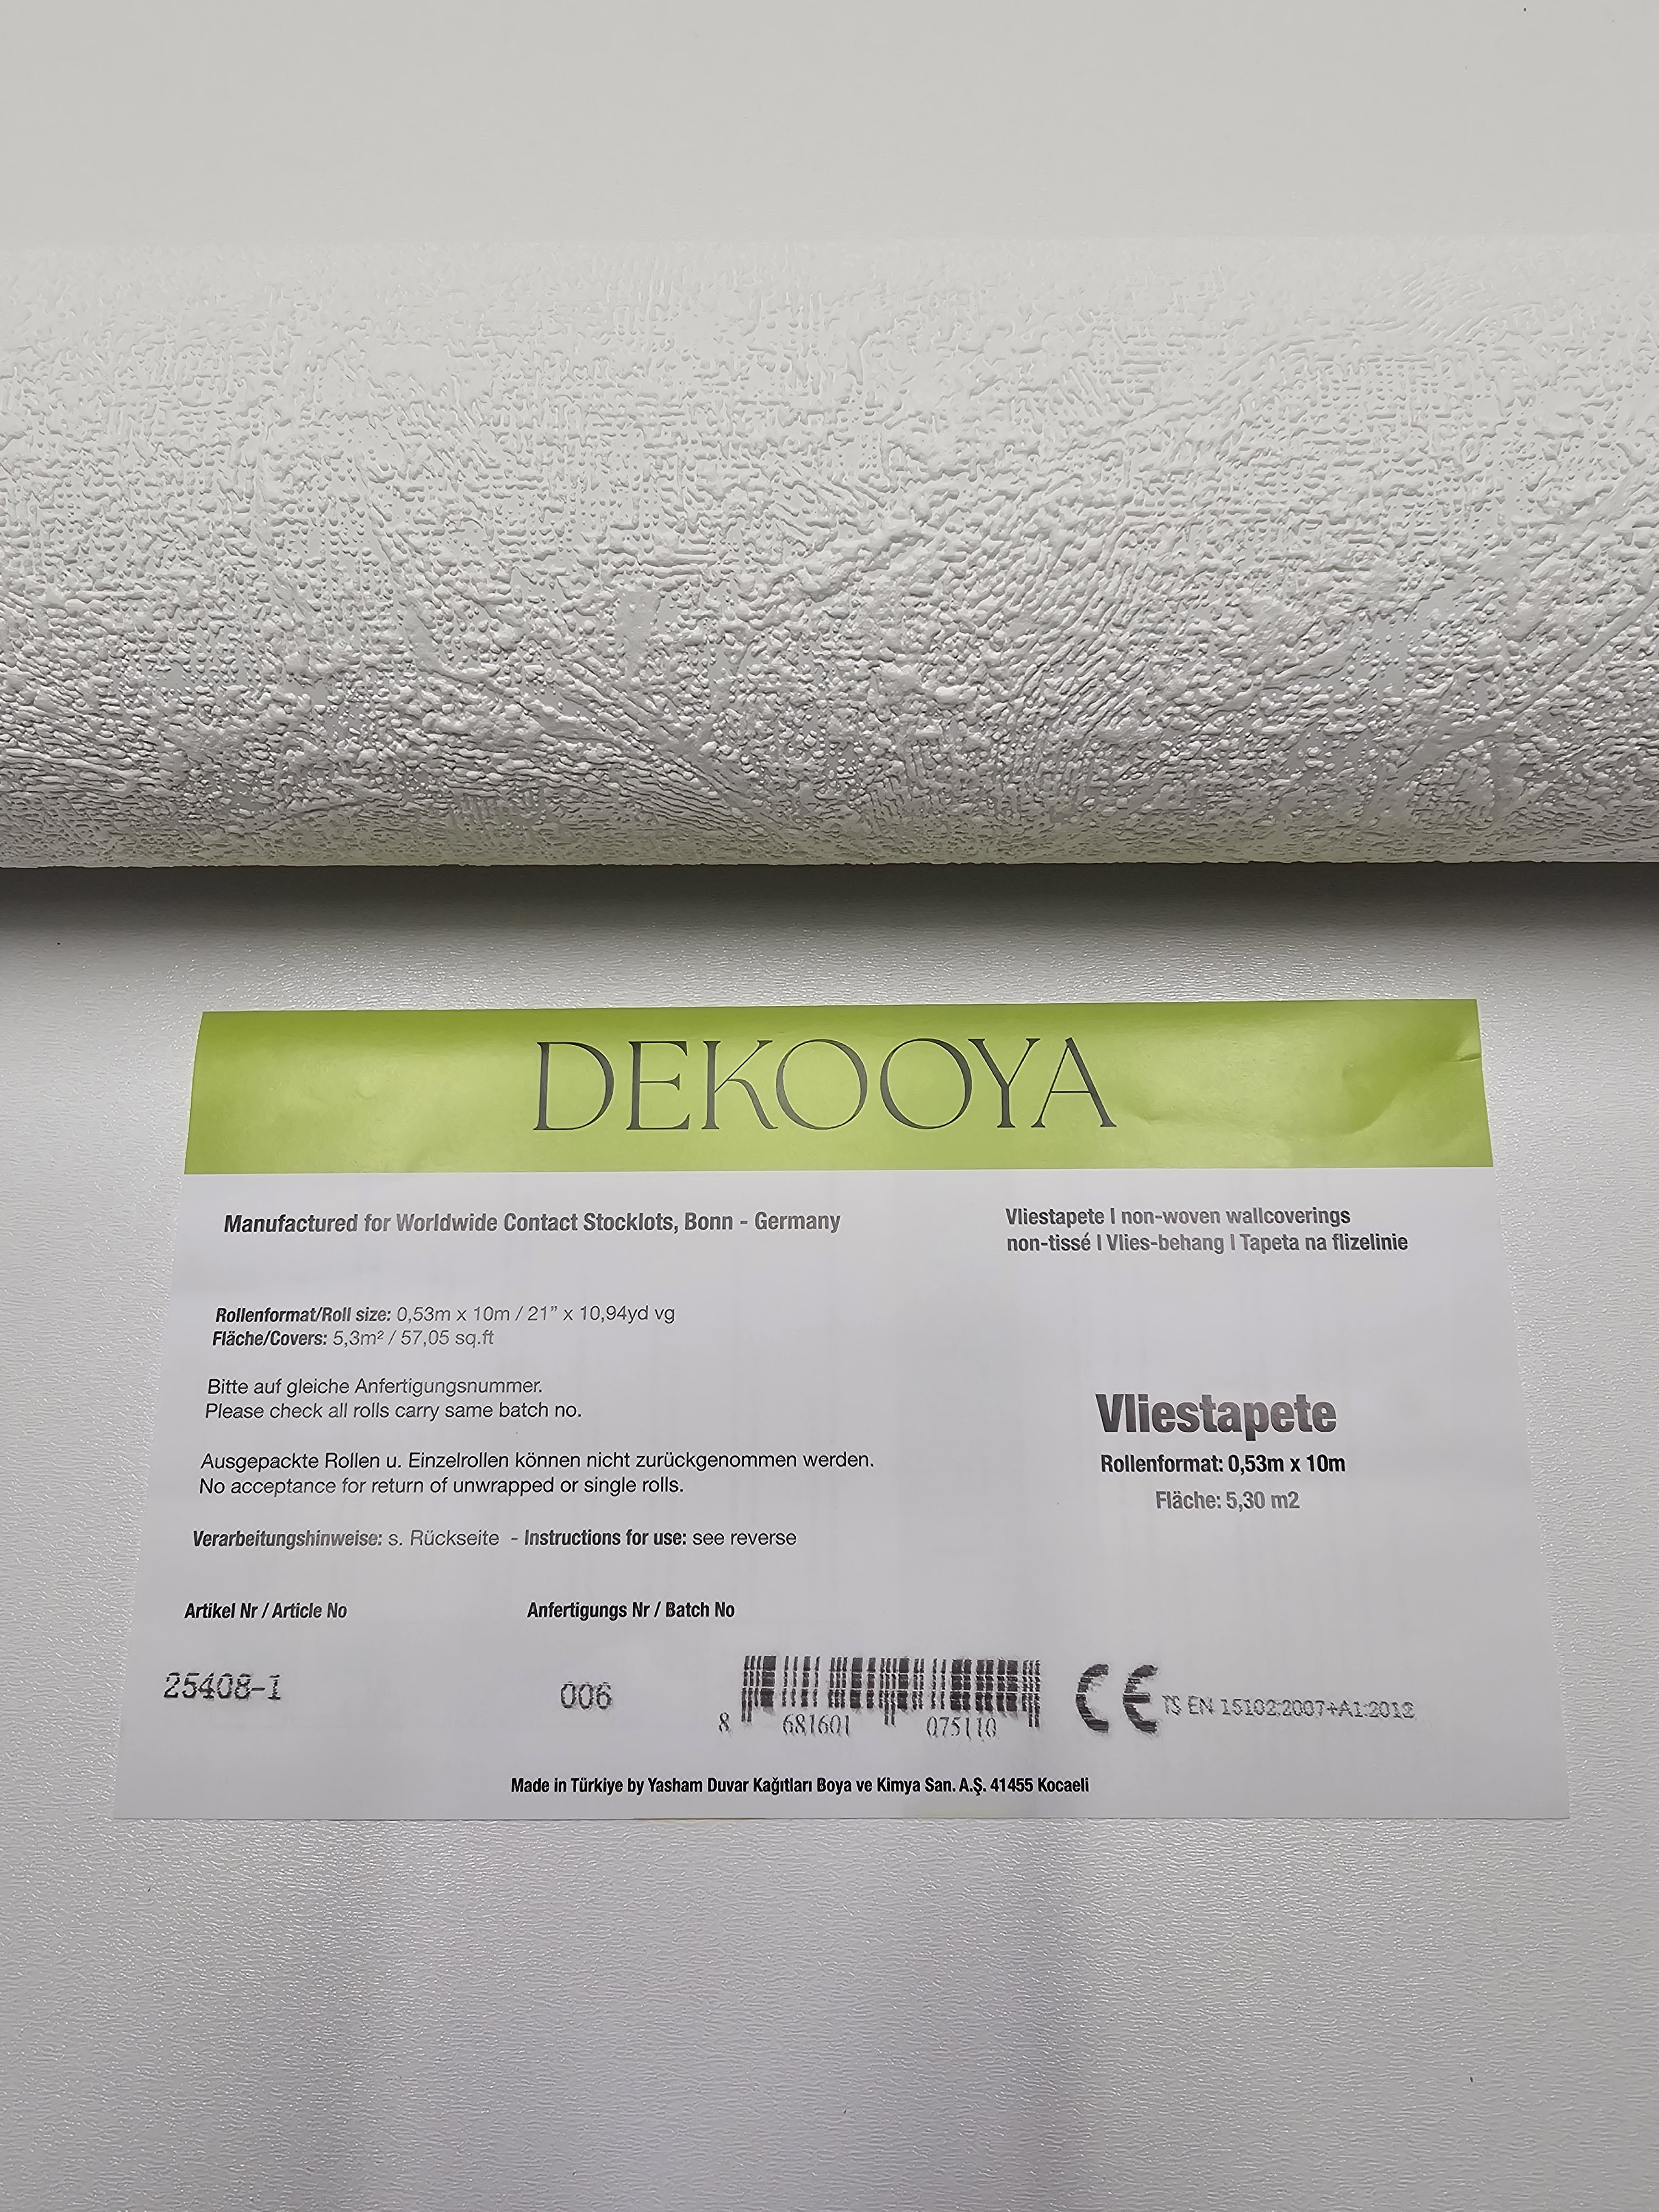 DEKOOYA
Manufactured for Worldwide Contact Stocklots, Bonn - Germany
Vliestapete I non-woven wallcoverings
non-tissé I Vlies-behang I Tapeta na flizelinie
Rollenformat/Roll size: 0,53m x 10m / 21” x 10,94yd vg
Fläche/Covers: 5,3m² / 57,05 sq.ft
Bitte auf gleiche Anfertigungsnummer.
Please check all rolls carry same batch no.
Ausgepackte Rollen u. Einzelrollen können nicht zurückgenommen werden.
No acceptance for return of unwrapped or single rolls.
Verarbeitungshinweise: s. Rückseite - Instructions for use: see reverse
Vliestapete
Rollenformat: 0,53m x 10m
Fläche: 5,30 m2
Artikel Nr / Article No
Anfertigungs Nr / Batch No
25408-1
006
8 681601 075110
CE TS EN 15102:2007+A1:2012
Made in Türkiye by Yasham Duvar Kağıtları Boya ve Kimya San. A.Ş. 41455 Kocaeli